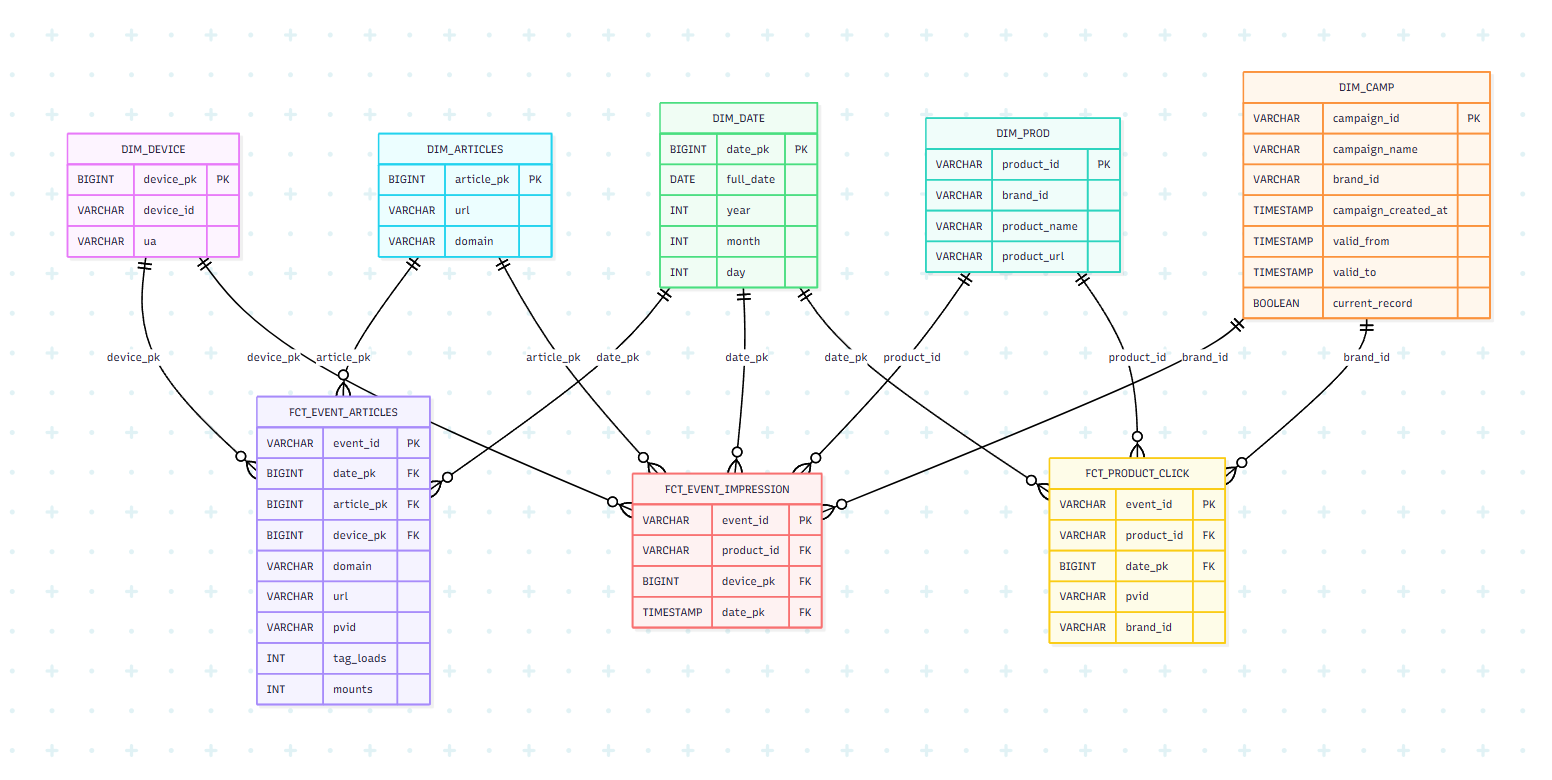 DIM_DEVICE
BIGINT device_pk PK
VARCHAR device_id
VARCHAR ua
DIM_ARTICLES
BIGINT article_pk PK
VARCHAR url
VARCHAR domain
DIM_DATE
BIGINT date_pk PK
DATE full_date
INT year
INT month
INT day
DIM_PROD
VARCHAR product_id PK
VARCHAR brand_id
VARCHAR product_name
VARCHAR product_url
DIM_CAMP
VARCHAR campaign_id PK
VARCHAR campaign_name
VARCHAR brand_id
TIMESTAMP campaign_created_at
TIMESTAMP valid_from
TIMESTAMP valid_to
BOOLEAN current_record
device_pk
device_pk
article_pk
article_pk
date_pk
date_pk
date_pk
product_id
product_id
brand_id
brand_id
FCT_EVENT_ARTICLES
VARCHAR event_id PK
BIGINT date_pk FK
BIGINT article_pk FK
BIGINT device_pk FK
VARCHAR domain
VARCHAR url
VARCHAR pvid
INT tag_loads
INT mounts
FCT_EVENT_IMPRESSION
VARCHAR event_id PK
VARCHAR product_id FK
BIGINT device_pk FK
TIMESTAMP date_pk FK
FCT_PRODUCT_CLICK
VARCHAR event_id PK
VARCHAR product_id FK
BIGINT date_pk FK
VARCHAR pvid
VARCHAR brand_id